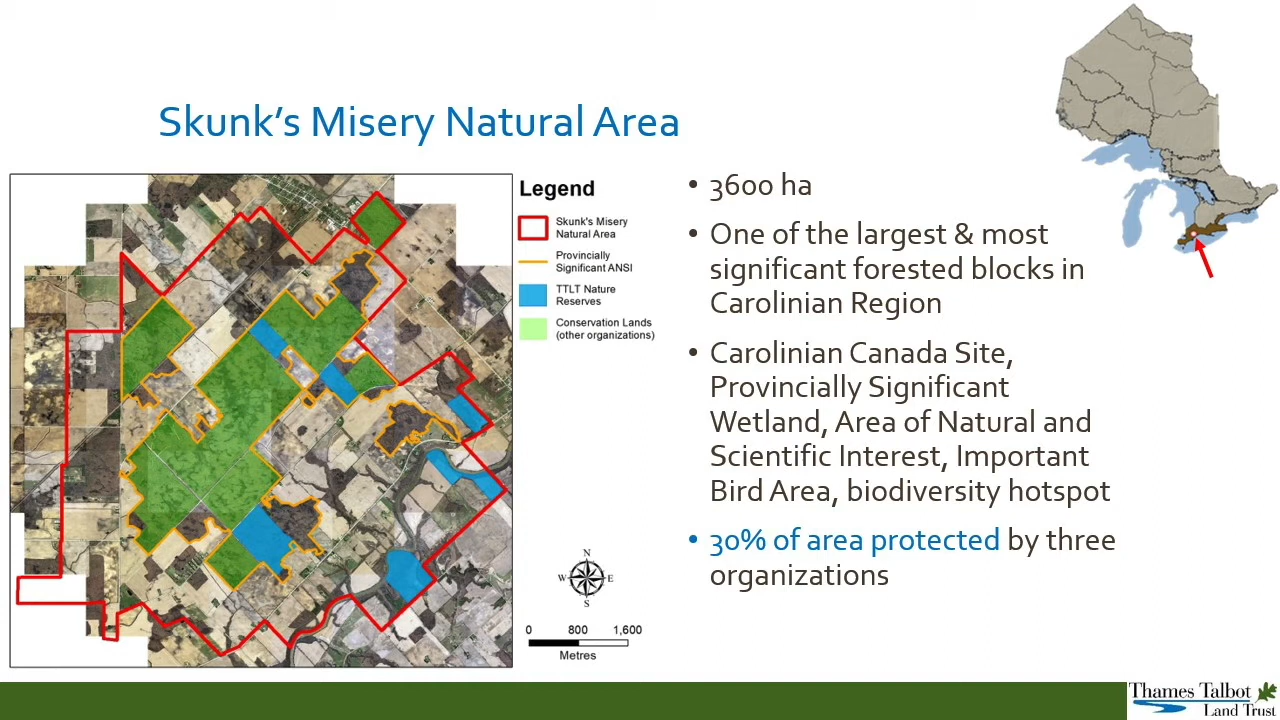 Skunk's Misery Natural Area
Legend
Skunk's Misery
Natural Area
Provincially
Significant ANSI
TTLT Nature
Reserves
Conservation Lands
(other organizations)
N
W E
S
0 800 1,600
Metres
• 3600 ha
• One of the largest & most
significant forested blocks in
Carolinian Region
• Carolinian Canada Site,
Provincially Significant
Wetland, Area of Natural and
Scientific Interest, Important
Bird Area, biodiversity hotspot
• 30% of area protected by three
organizations
Thames Talbot
Land Trust